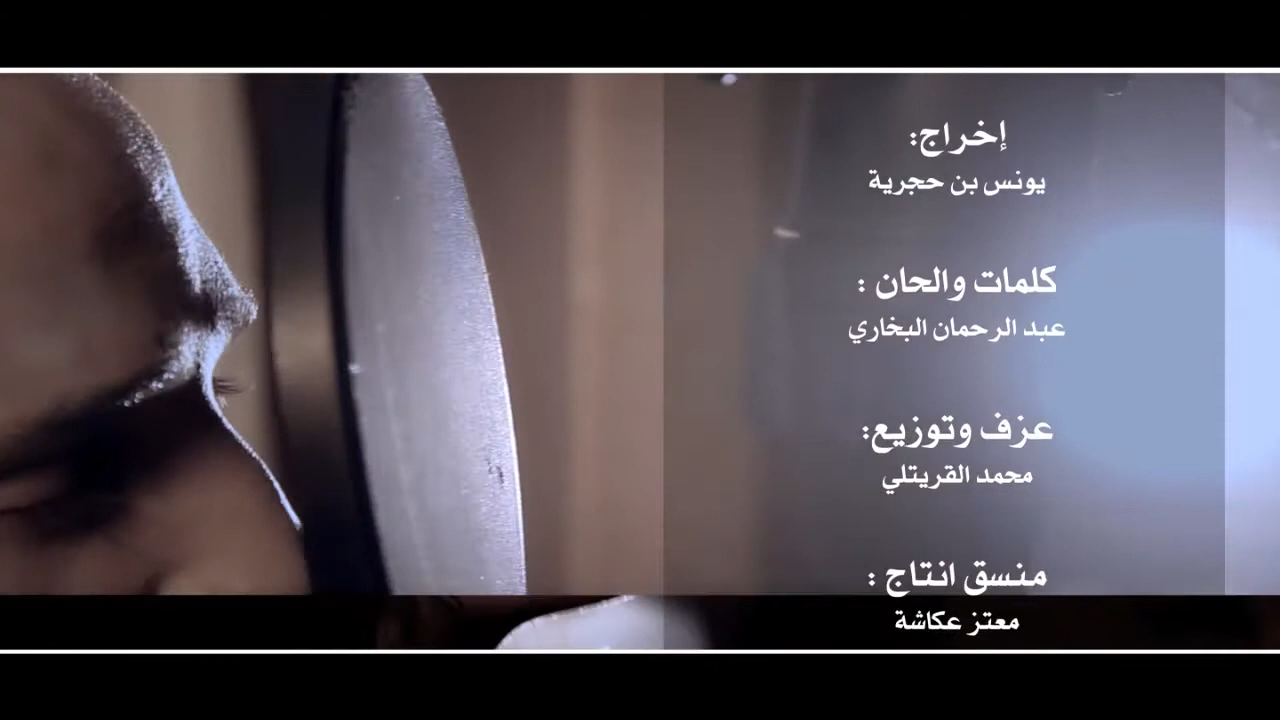 إخراج:
يونس بن حجرية
كلمات والحان :
عبد الرحمان البخاري
عزف وتوزيع:
محمد القريتلي
منسق انتاج :
معتز عكاشة